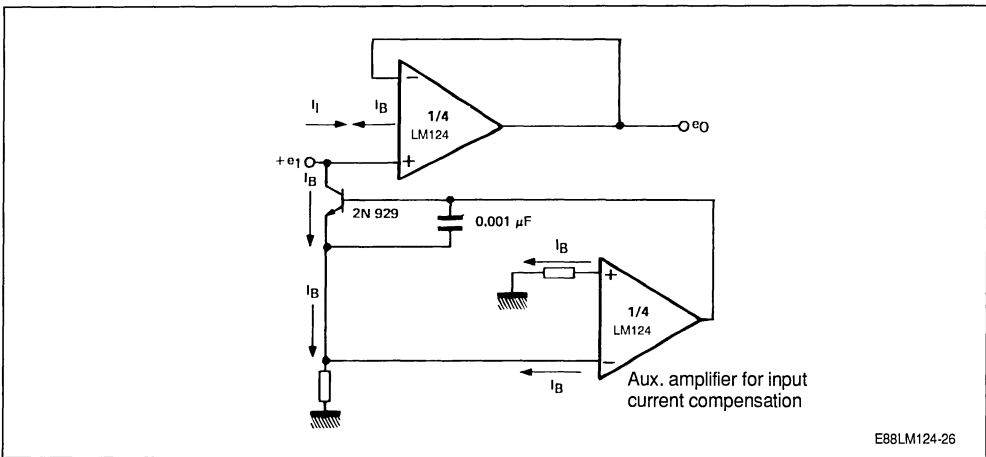 1/4
LM124
−
+
I_I
I_B
e_O
+e_1
I_B
2N 929
0.001 μF
I_B
I_B
+
1/4
LM124
−
I_B
Aux. amplifier for input
current compensation
E88LM124-26